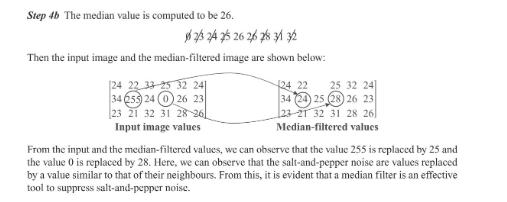 Step 4b The median value is computed to be 26.
0 23 24 25 26 26 28 31 32
Then the input image and the median-filtered image are shown below:
24 22 33 25 32 24
34 255 24 0 26 23
23 21 32 31 28 26
Input image values
24 22 25 32 24
34 24 25 28 26 23
23 21 32 31 28 26
Median-filtered values
From the input and the median-filtered values, we can observe that the value 255 is replaced by 25 and
the value 0 is replaced by 28. Here, we can observe that the salt-and-pepper noise are values replaced
by a value similar to that of their neighbours. From this, it is evident that a median filter is an effective
tool to suppress salt-and-pepper noise.